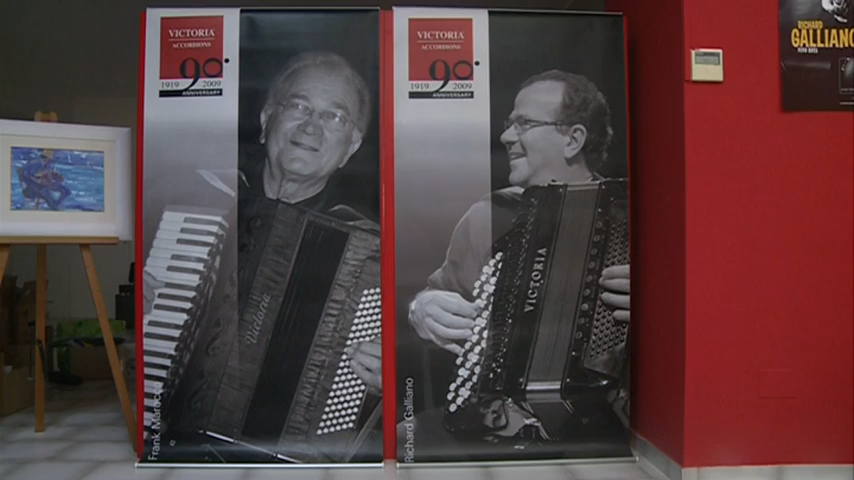 VICTORIA
ACCORDIONS
90°
1919 2009
ANNIVERSARY
Victoria
Frank Marocco
VICTORIA
ACCORDIONS
90°
1919 2009
ANNIVERSARY
VICTORIA
Richard Galliano
RICHARD
GALLIANO